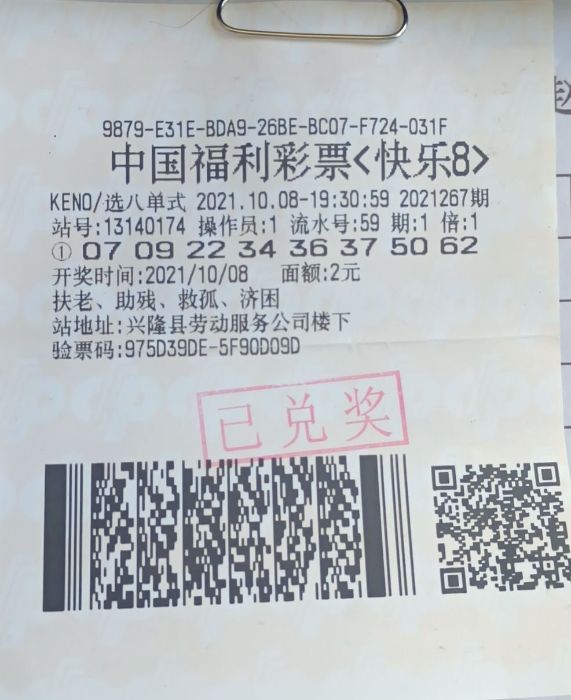 9879-E31E-BDA9-26BE-BC07-F724-031F
中国福利彩票<快乐8>
KENO/选八单式 2021.10.08-19:30:59 2021267期
站号:13140174 操作员:1 流水号:59 期:1 倍:1
① 07 09 22 34 36 37 50 62
开奖时间:2021/10/08 面额:2元
扶老、助残、救孤、济困
站地址:兴隆县劳动服务公司楼下
验票码:975D39DE-5F90D09D
已兑奖